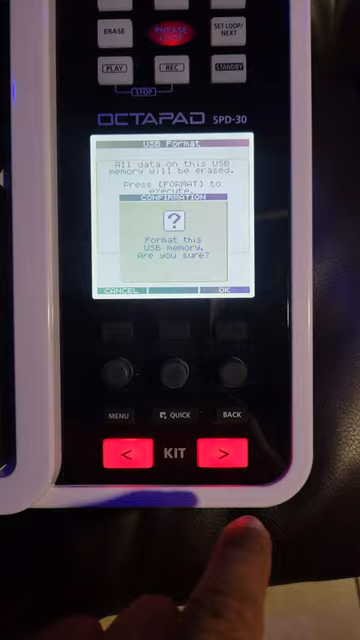 ERASE
PHRASE
SET LOOP/
NEXT
PLAY
REC
STANDBY
STOP
OCTAPAD SPD-30
USB Format
All data on this USB
memory will be erased.
Press [FORMAT] to
execute.
CONFIRMATION
?
Format this
USB memory.
Are you sure?
CANCEL
OK
MENU
QUICK
BACK
<
KIT
>